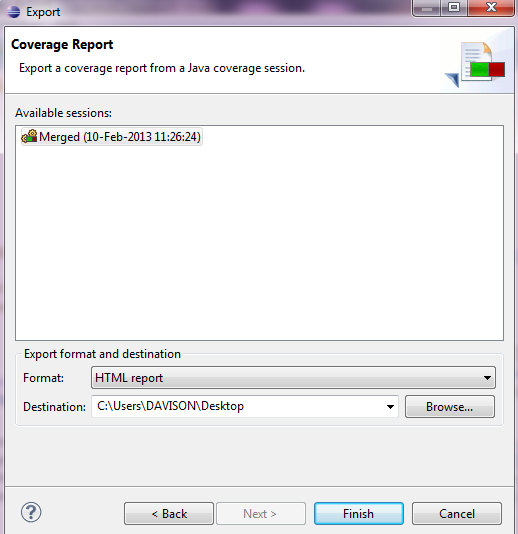 Export
Coverage Report
Export a coverage report from a Java coverage session.
Available sessions:
Merged (10-Feb-2013 11:26:24)
Export format and destination
Format: HTML report
Destination: C:\Users\DAVISON\Desktop Browse...
? < Back Next > Finish Cancel